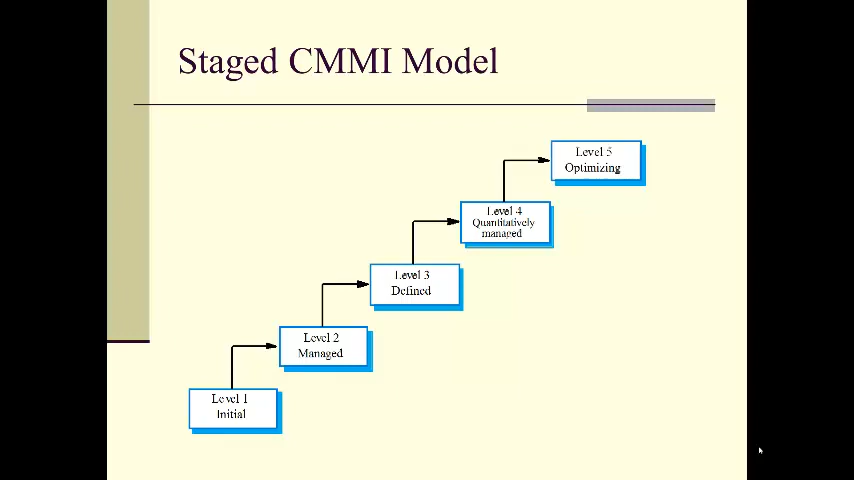 Staged CMMI Model
Level 5
Optimizing
Level 4
Quantitatively
managed
Level 3
Defined
Level 2
Managed
Level 1
Initial